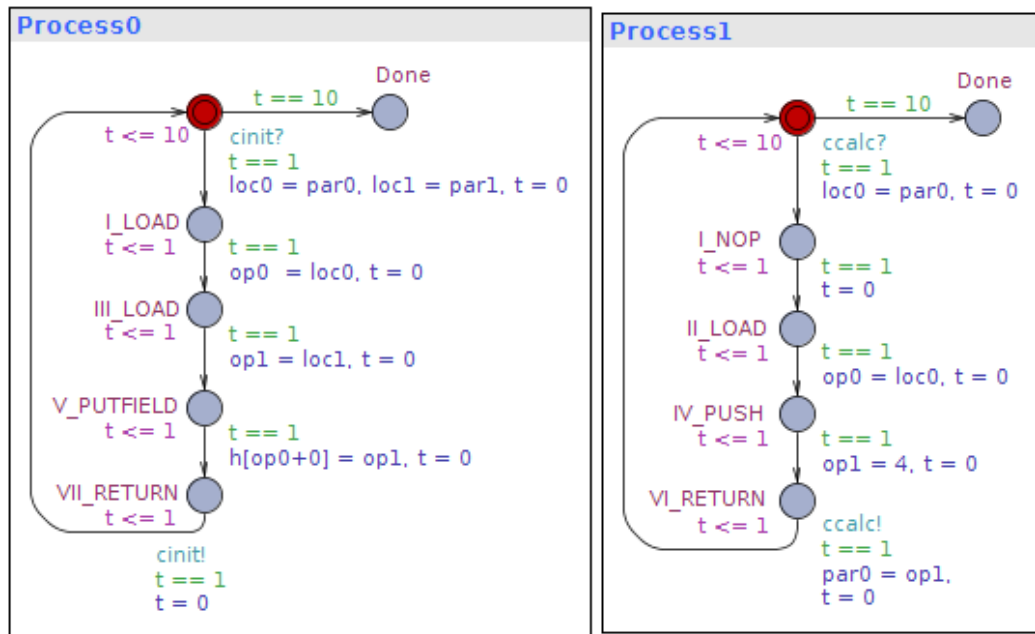 Process0
Done
t == 10
t <= 10
cinit?
t == 1
loc0 = par0, loc1 = par1, t = 0
I_LOAD
t <= 1
t == 1
op0 = loc0, t = 0
III_LOAD
t <= 1
t == 1
op1 = loc1, t = 0
V_PUTFIELD
t <= 1
t == 1
h[op0+0] = op1, t = 0
VII_RETURN
t <= 1
cinit!
t == 1
t = 0
Process1
Done
t == 10
t <= 10
ccalc?
t == 1
loc0 = par0, t = 0
I_NOP
t <= 1
t == 1
t = 0
II_LOAD
t <= 1
t == 1
op0 = loc0, t = 0
IV_PUSH
t <= 1
t == 1
op1 = 4, t = 0
VI_RETURN
t <= 1
ccalc!
t == 1
par0 = op1,
t = 0